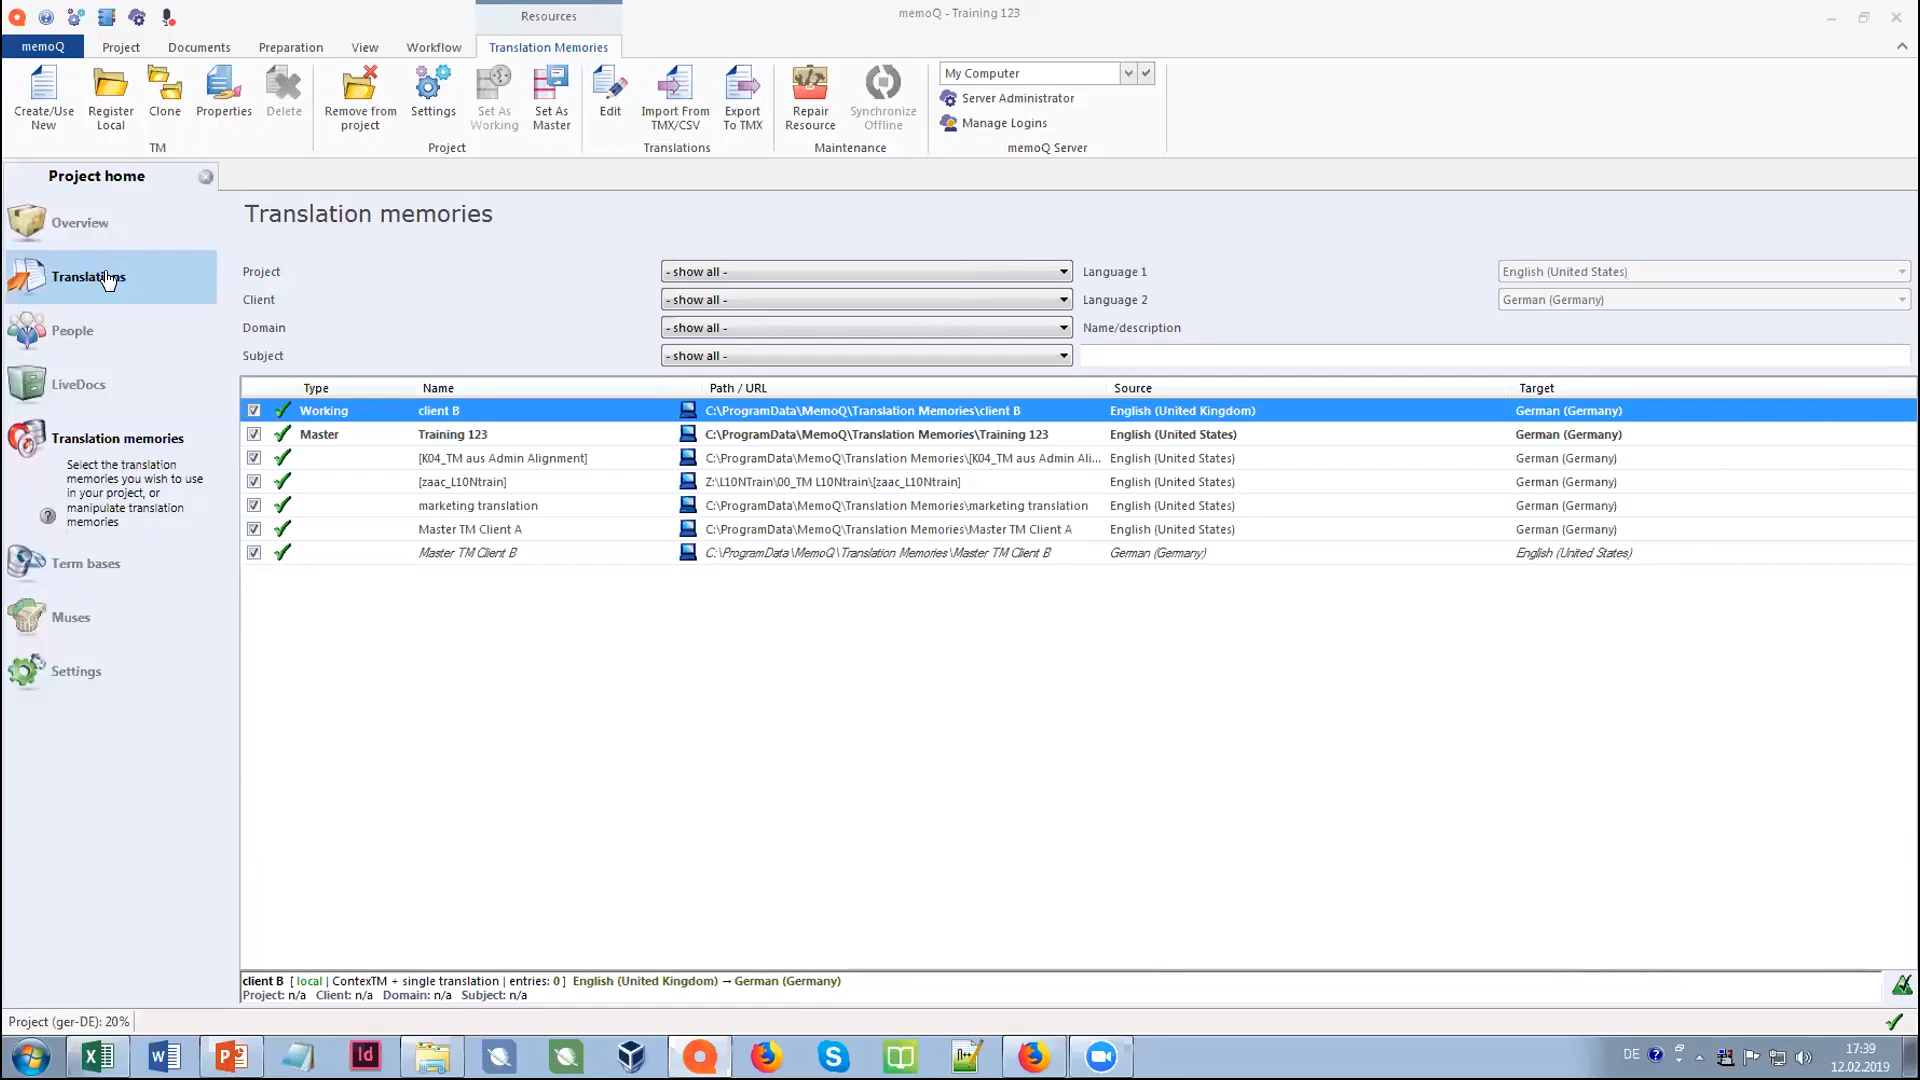 Resources
memoQ - Training 123
memoQ
Project
Documents
Preparation
View
Workflow
Translation Memories
Create/Use New
Register Local
Clone
Properties
Delete
Remove from project
Settings
Set As Working
Set As Master
Edit
Import From TMX/CSV
Export To TMX
Repair Resource
Synchronize Offline
My Computer
Server Administrator
Manage Logins
TM
Project
Translations
Maintenance
memoQ Server
Project home
Overview
Translations
People
LiveDocs
Translation memories
Select the translation
memories you wish to use
in your project, or
manipulate translation
memories
Term bases
Muses
Settings
Translation memories
Project - show all - Language 1 English (United States)
Client - show all - Language 2 German (Germany)
Domain - show all - Name/description
Subject - show all -
Type Name Path / URL Source Target
Working client B C:\ProgramData\MemoQ\Translation Memories\client B English (United Kingdom) German (Germany)
Master Training 123 C:\ProgramData\MemoQ\Translation Memories\Training 123 English (United States) German (Germany)
[K04_TM aus Admin Alignment] C:\ProgramData\MemoQ\Translation Memories\[K04_TM aus Admin Ali... English (United States) German (Germany)
[zaac_L10Ntrain] Z:\L10NTrain\00_TM L10Ntrain\[zaac_L10Ntrain] English (United States) German (Germany)
marketing translation C:\ProgramData\MemoQ\Translation Memories\marketing translation English (United States) German (Germany)
Master TM Client A C:\ProgramData\MemoQ\Translation Memories\Master TM Client A English (United States) German (Germany)
Master TM Client B C:\ProgramData\MemoQ\Translation Memories\Master TM Client B German (Germany) English (United States)
client B [ local | ContexTM + single translation | entries: 0 ] English (United Kingdom) → German (Germany)
Project: n/a Client: n/a Domain: n/a Subject: n/a
Project (ger-DE): 20%
DE
17:39
12.02.2019